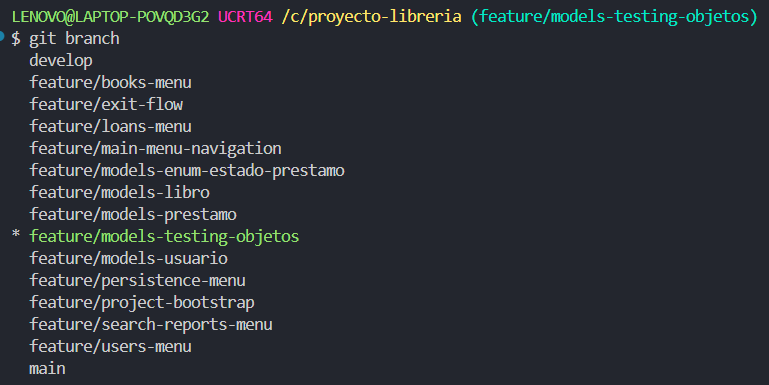 LENOVO@LAPTOP-POVQD3G2 UCRT64 /c/proyecto-libreria (feature/models-testing-objetos)
$ git branch
develop
feature/books-menu
feature/exit-flow
feature/loans-menu
feature/main-menu-navigation
feature/models-enum-estado-prestamo
feature/models-libro
feature/models-prestamo
* feature/models-testing-objetos
feature/models-usuario
feature/persistence-menu
feature/project-bootstrap
feature/search-reports-menu
feature/users-menu
main